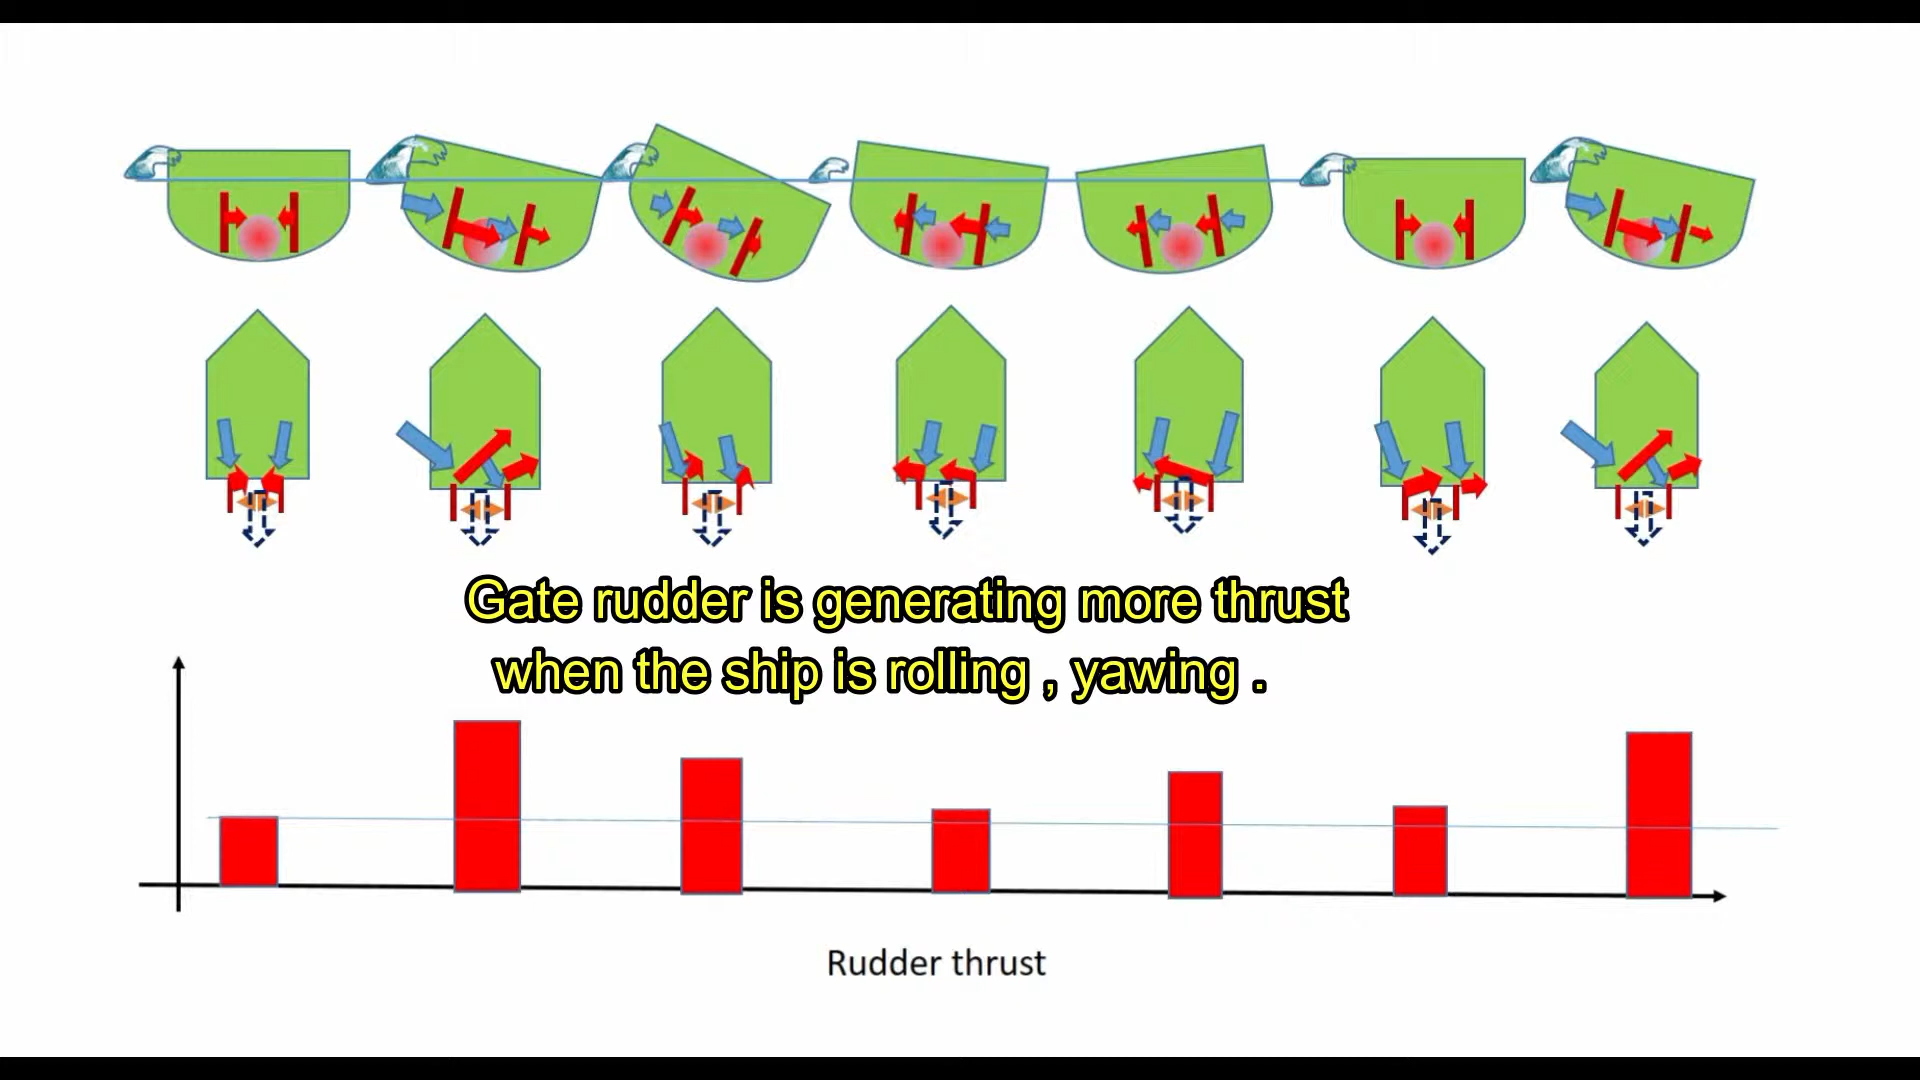 Gate rudder is generating more thrust
when the ship is rolling , yawing .
Rudder thrust